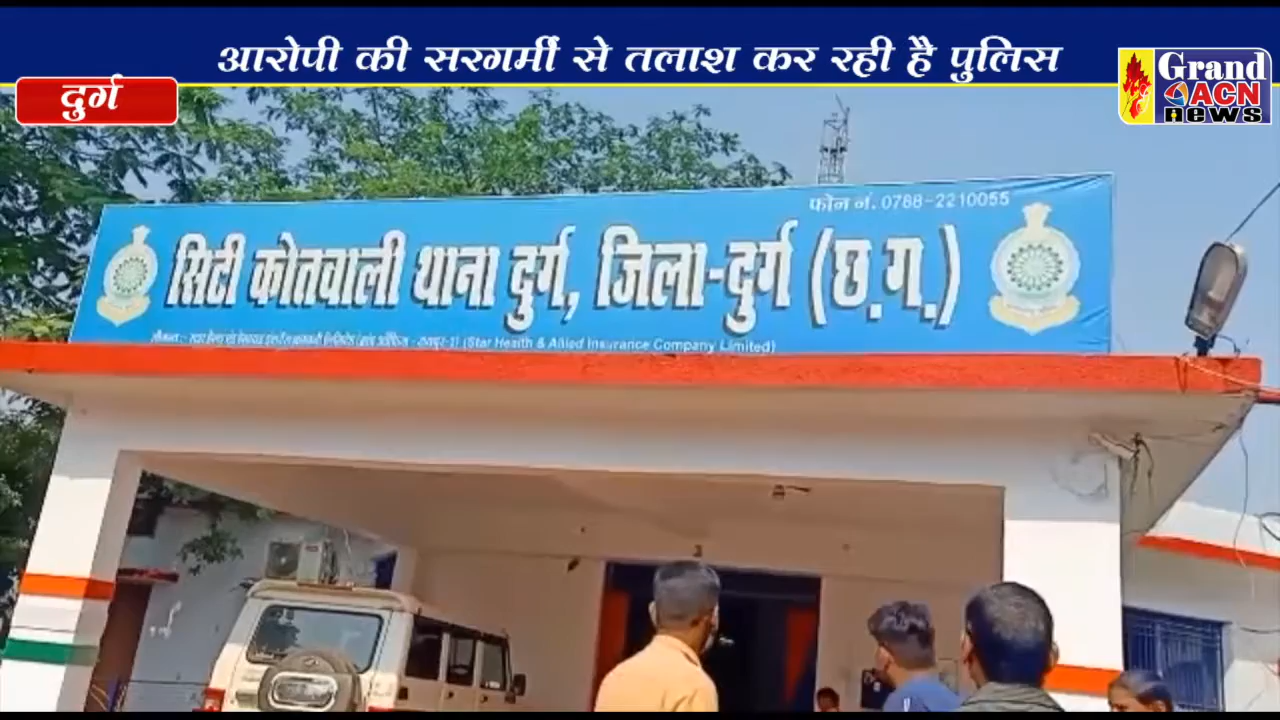 आरोपी की सरगर्मी से तलाश कर रही है पुलिस
दुर्ग
Grand
ACN
news
फोन नं. 0788-2210055
सिटी कोतवाली थाना दुर्ग, जिला-दुर्ग (छ.ग.)
(Star Health & Allied Insurance Company Limited)